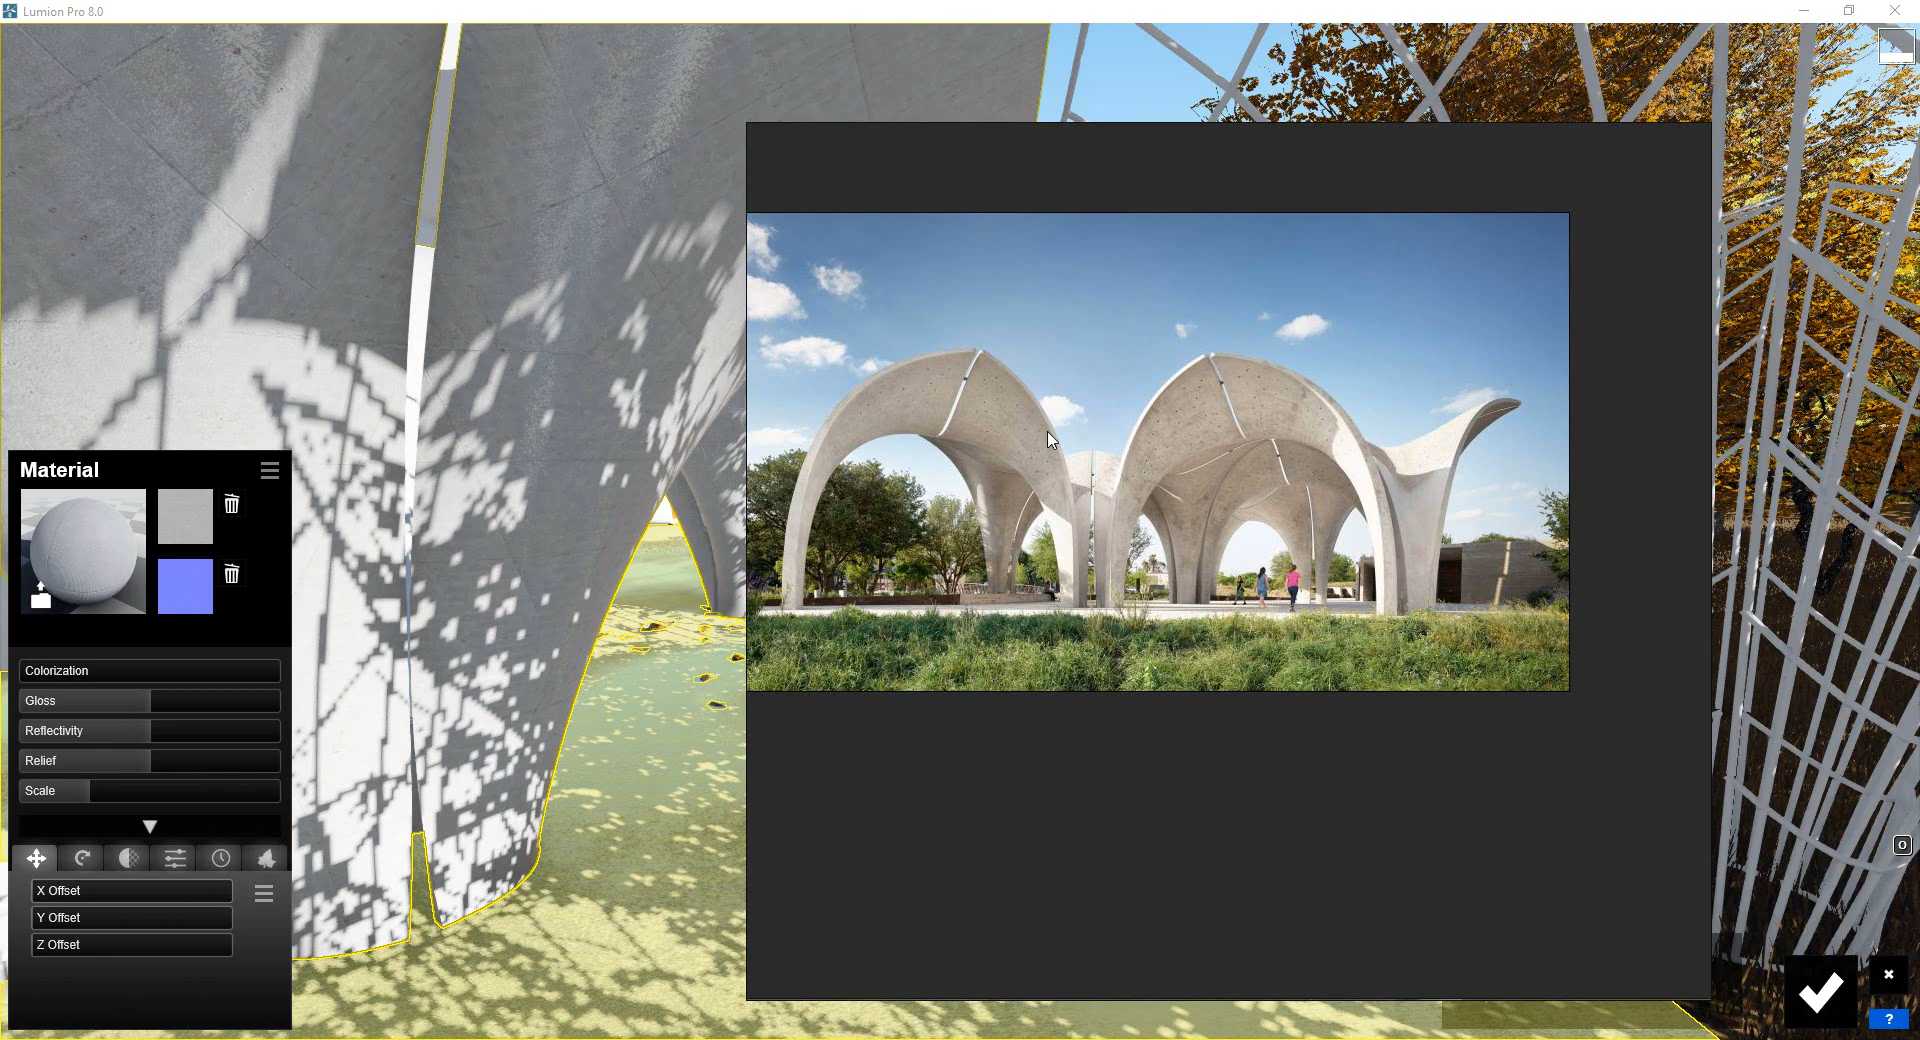 Lumion Pro 8.0
Material
Colorization
Gloss
Reflectivity
Relief
Scale
X Offset
Y Offset
Z Offset
O
?